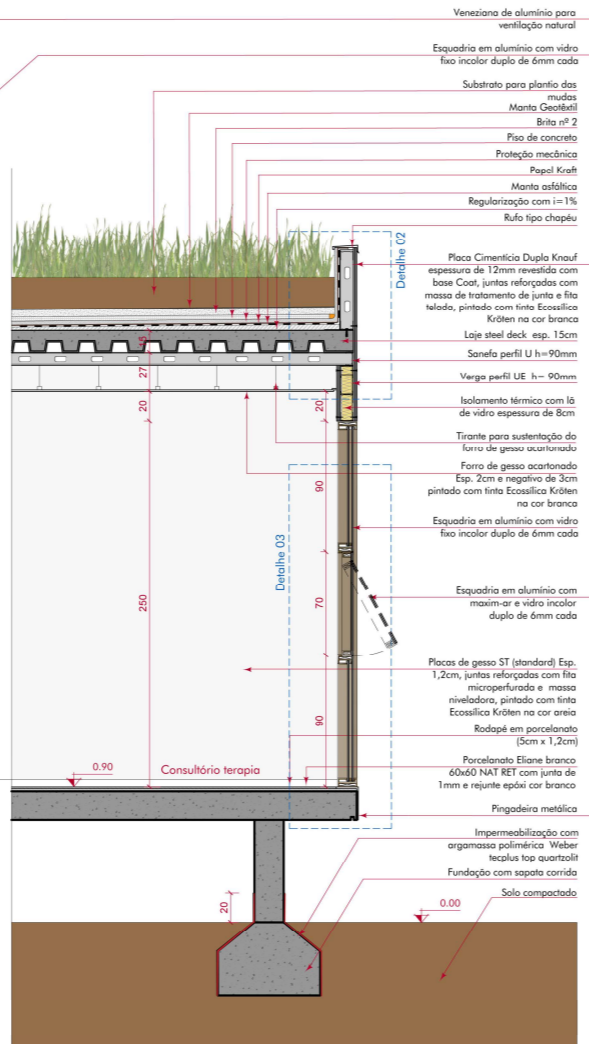 Veneziana de alumínio para
ventilação natural
Esquadria em alumínio com vidro
fixo incolor duplo de 6mm cada
Substrato para plantio das
mudas
Manta Geotêxtil
Brita nº 2
Piso de concreto
Proteção mecânica
Papel Kraft
Manta asfáltica
Regularização com i=1%
Rufo tipo chapéu
Detalhe 02
Placa Cimentícia Dupla Knauf
espessura de 12mm revestida com
base Coat, juntas reforçadas com
massa de tratamento de junta e fita
telada, pintado com tinta Ecossílica
Kröten na cor branca
Laje steel deck esp. 15cm
15
Sanefa perfil U h=90mm
27
Verga perfil UE h= 90mm
20
20
Isolamento térmico com lã
de vidro espessura de 8cm
Tirante para sustentação do
forro de gesso acartonado
Forro de gesso acartonado
Esp. 2cm e negativo de 3cm
pintado com tinta Ecossílica Kröten
na cor branca
90
Esquadria em alumínio com vidro
fixo incolor duplo de 6mm cada
Detalhe 03
250
70
Esquadria em alumínio com
maxim-ar e vidro incolor
duplo de 6mm cada
90
Placas de gesso ST (standard) Esp.
1,2cm, juntas reforçadas com fita
microperfurada e massa
niveladora, pintado com tinta
Ecossílica Kröten na cor areia
Rodapé em porcelanato
(5cm x 1,2cm)
0.90
Consultório terapia
Porcelanato Eliane branco
60x60 NAT RET com junta de
1mm e rejunte epóxi cor branco
Pingadeira metálica
Impermeabilização com
argamassa polimérica Weber
tecplus top quartzolit
Fundação com sapata corrida
20
0.00
Solo compactado